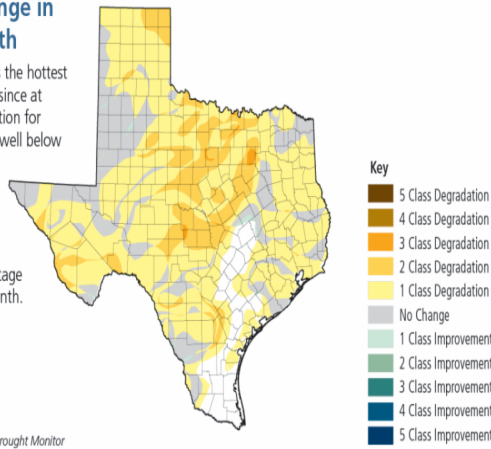 nge in
th
the hottest
since at
tion for
well below
tage
nth.
Key
5 Class Degradation
4 Class Degradation
3 Class Degradation
2 Class Degradation
1 Class Degradation
No Change
1 Class Improvement
2 Class Improvement
3 Class Improvement
4 Class Improvement
5 Class Improvement
rought Monitor